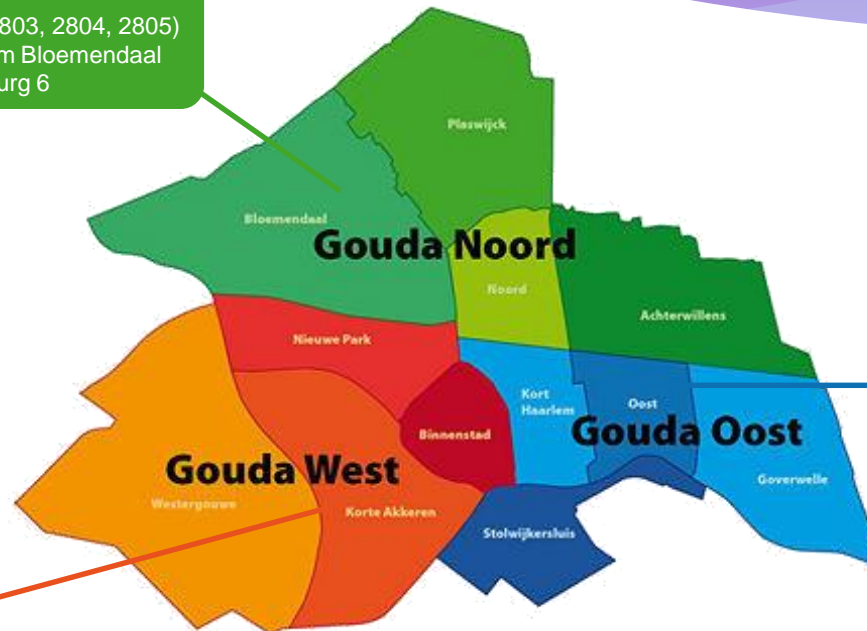 803, 2804, 2805)
m Bloemendaal
urg 6
Plaswijck
Bloemendaal
Gouda Noord
Noord
Achterwillens
Nieuwe Park
Kort
Haarlem
Oost
Binnenstad
Gouda Oost
Gouda West
Goverwelle
Westergouwe
Korte Akkeren
Stolwijkersluis